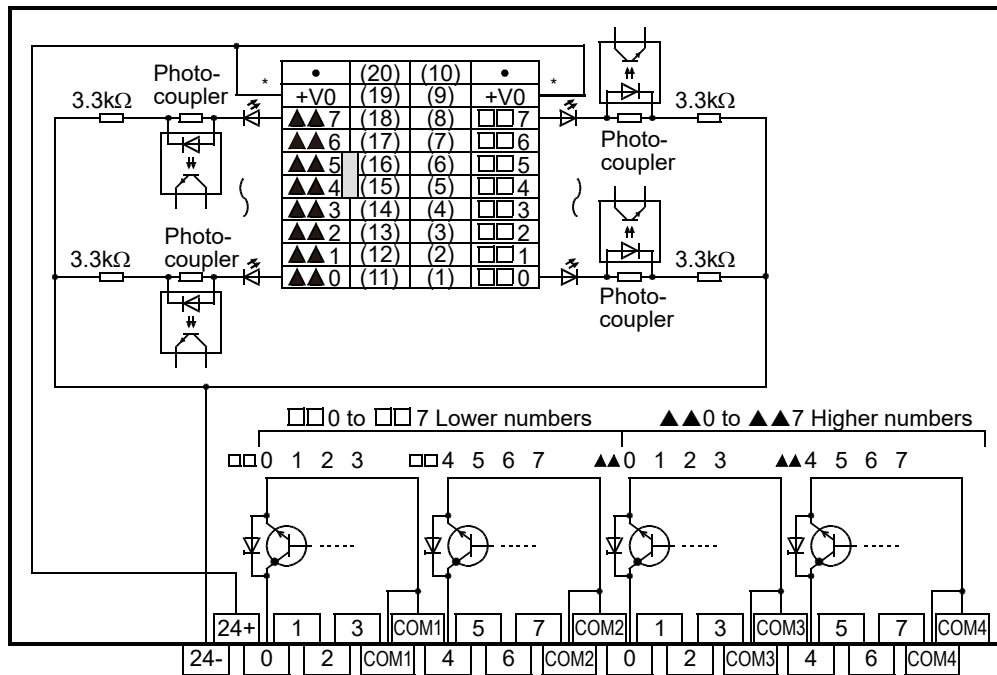 Photo-
coupler
3.3kΩ
*
• (20) (10) •
+V0 (19) (9) +V0
▲▲7 (18) (8) □□7
▲▲6 (17) (7) □□6
▲▲5 (16) (6) □□5
▲▲4 (15) (5) □□4
▲▲3 (14) (4) □□3
▲▲2 (13) (3) □□2
▲▲1 (12) (2) □□1
▲▲0 (11) (1) □□0
*
3.3kΩ
Photo-
coupler
Photo-
coupler
3.3kΩ
3.3kΩ
Photo-
coupler
□□0 to □□7 Lower numbers ▲▲0 to ▲▲7 Higher numbers
□□0 1 2 3 □□4 5 6 7 ▲▲0 1 2 3 ▲▲4 5 6 7
24+ 1 3 COM1 5 7 COM2 1 3 COM3 5 7 COM4
24- 0 2 COM1 4 6 COM2 0 2 COM3 4 6 COM4